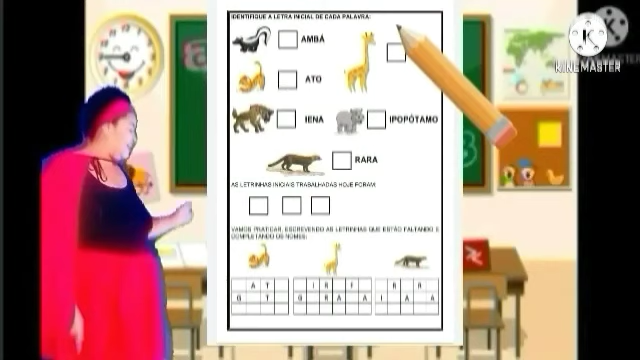 IDENTIFIQUE A LETRA INICIAL DE CADA PALAVRA:
AMBÁ
ATO
IENA
IPOPÓTAMO
RARA
AS LETRINHAS INICIAIS TRABALHADAS HOJE FORAM:
VAMOS PRATICAR, ESCREVENDO AS LETRINHAS QUE ESTÃO FALTANDO E
COMPLETANDO OS NOMES:
A T
I R F
R R
G T
G R A A
I A A
KINEMASTER